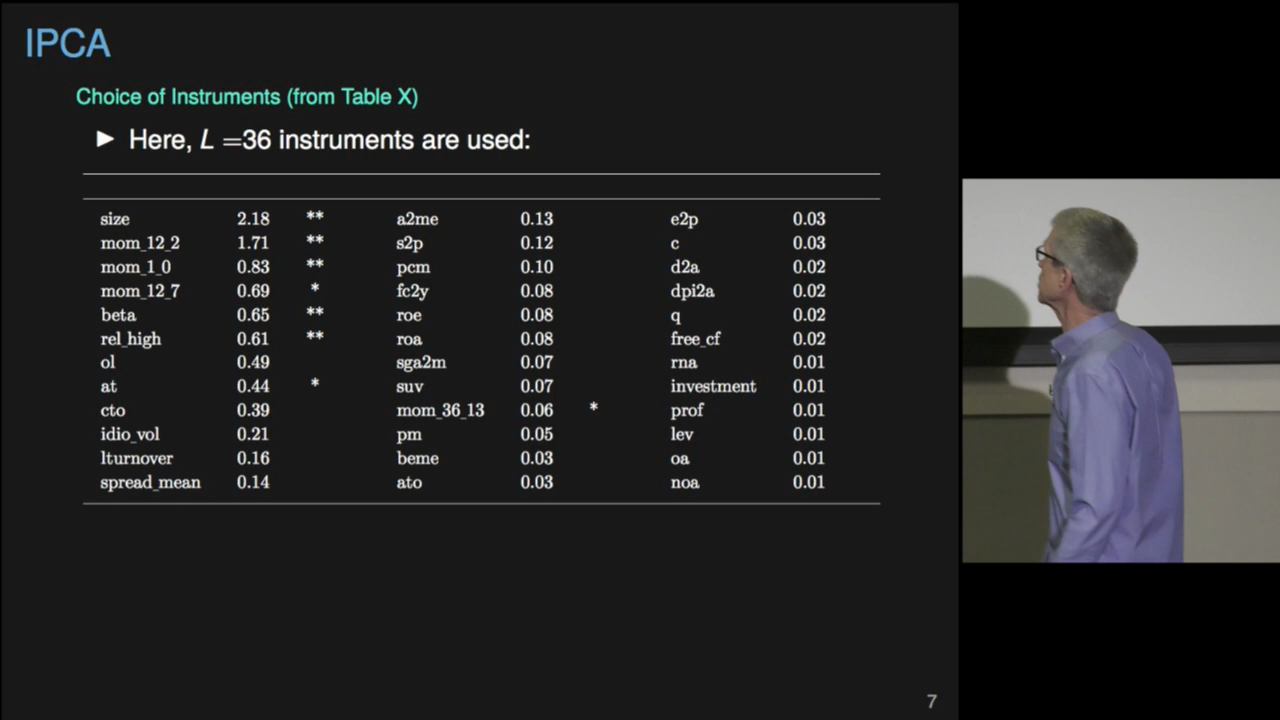 IPCA
Choice of Instruments (from Table X)
► Here, L =36 instruments are used:
size 2.18 ** a2me 0.13 e2p 0.03
mom_12_2 1.71 ** s2p 0.12 c 0.03
mom_1_0 0.83 ** pcm 0.10 d2a 0.02
mom_12_7 0.69 * fc2y 0.08 dpi2a 0.02
beta 0.65 ** roe 0.08 q 0.02
rel_high 0.61 ** roa 0.08 free_cf 0.02
ol 0.49 sga2m 0.07 rna 0.01
at 0.44 * suv 0.07 investment 0.01
cto 0.39 mom_36_13 0.06 * prof 0.01
idio_vol 0.21 pm 0.05 lev 0.01
lturnover 0.16 beme 0.03 oa 0.01
spread_mean 0.14 ato 0.03 noa 0.01
7